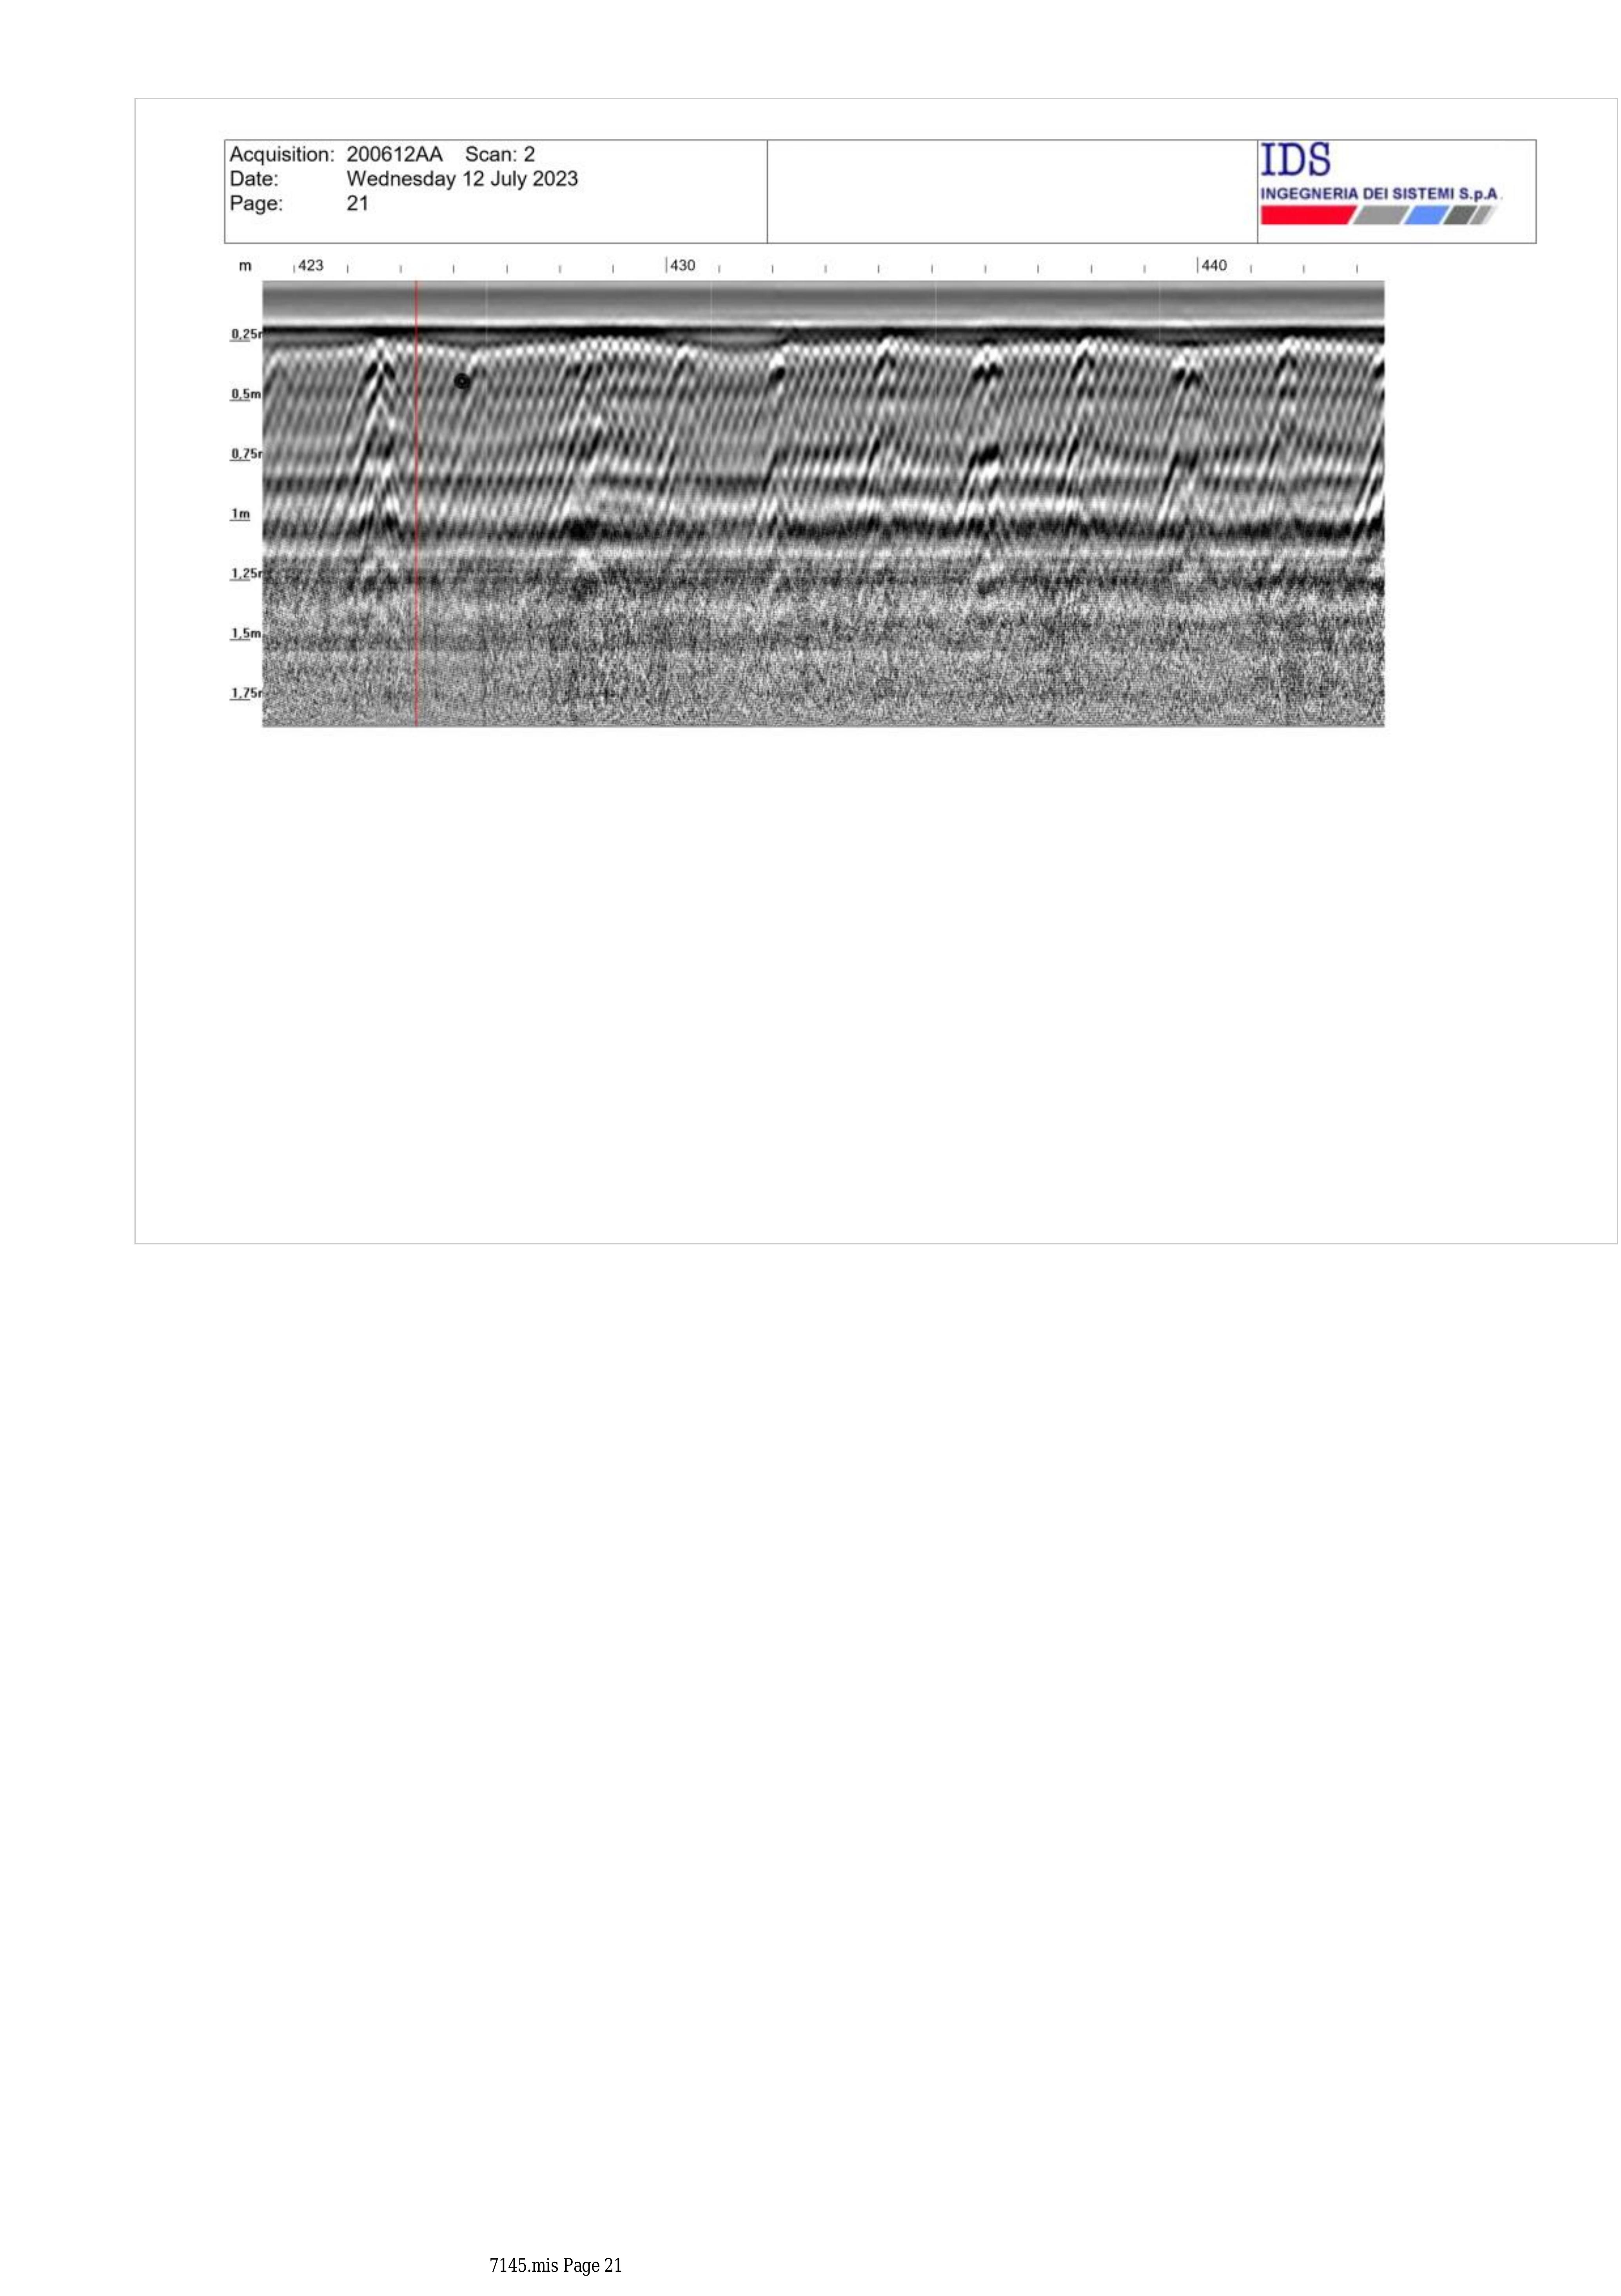 Acquisition: 200612AA Scan: 2
Date: Wednesday 12 July 2023
Page: 21
IDS
INGEGNERIA DEI SISTEMI S.p.A.
m 423 430 440
0,25m
0,5m
0,75m
1m
1,25m
1,5m
1,75m
7145.mis Page 21